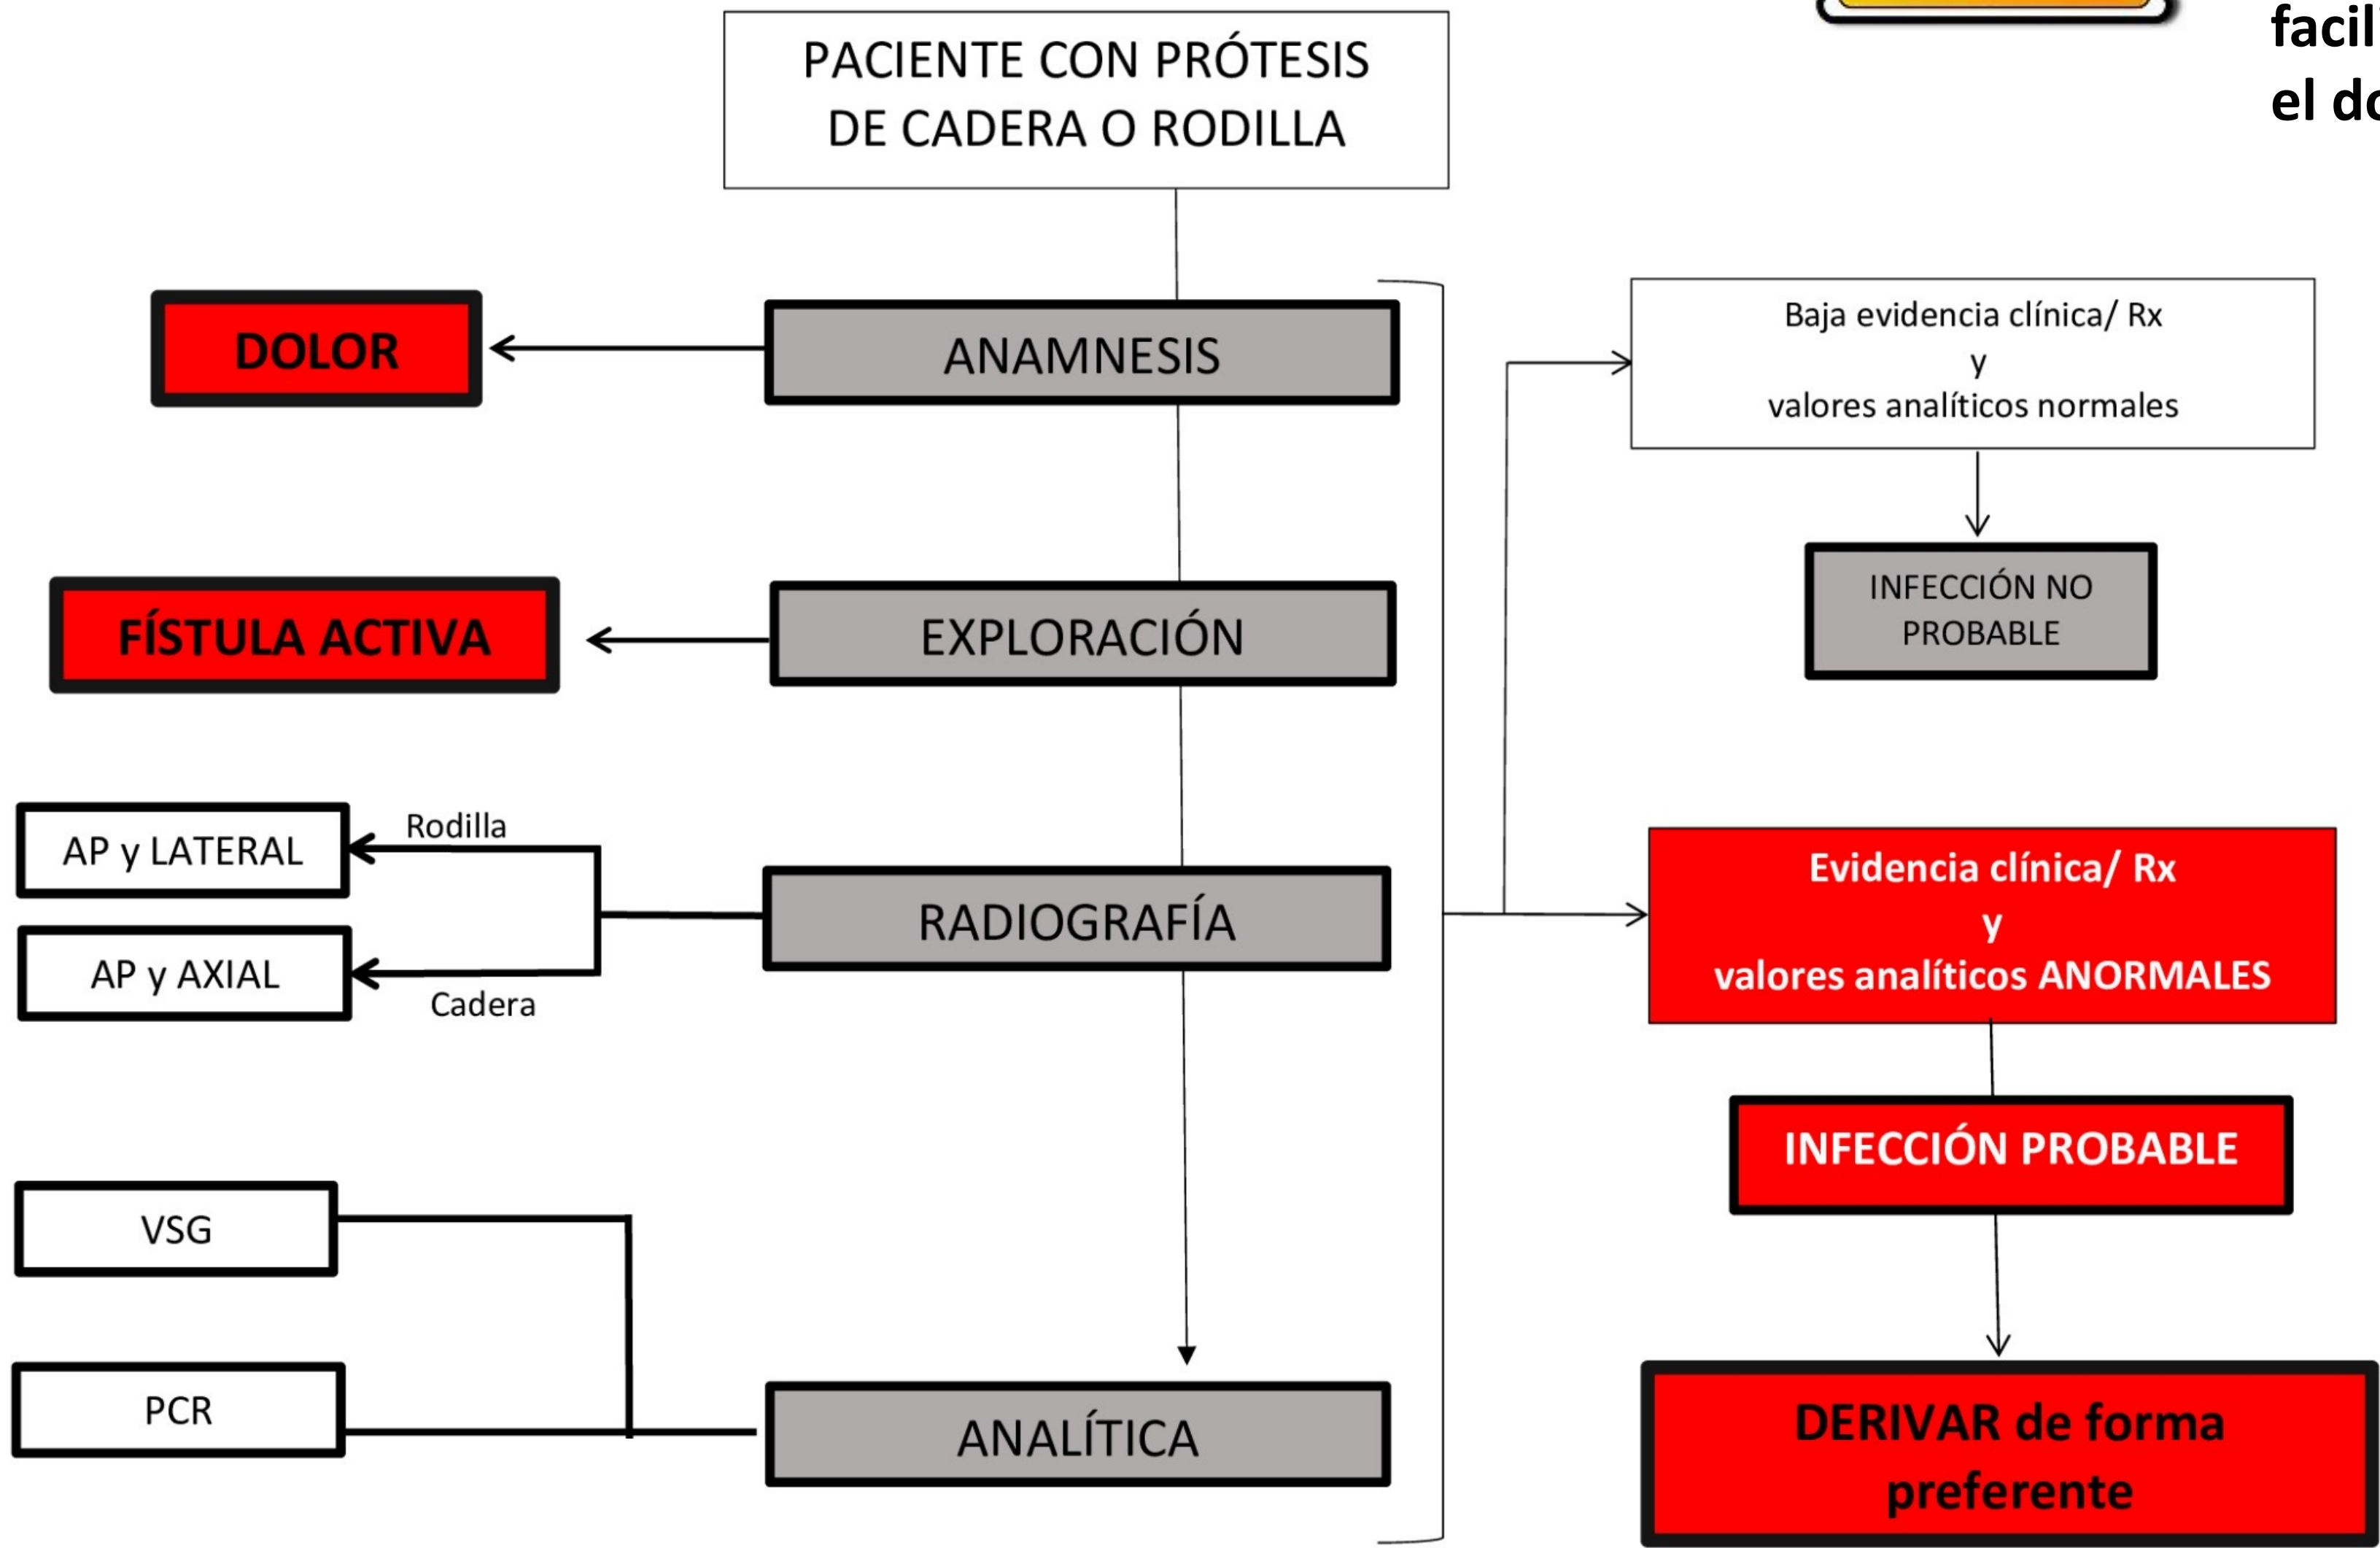 PACIENTE CON PRÓTESIS
DE CADERA O RODILLA
el
DOLOR
ANAMNESIS
Baja evidencia clínica/ Rx
y
valores analíticos normales
INFECCIÓN NO
PROBABLE
FÍSTULA ACTIVA
EXPLORACIÓN
Rodilla
AP y LATERAL
AP y AXIAL
Cadera
RADIOGRAFÍA
Evidencia clínica/ Rx
y
valores analíticos ANORMALES
INFECCIÓN PROBABLE
VSG
PCR
ANALÍTICA
DERIVAR de forma
preferente